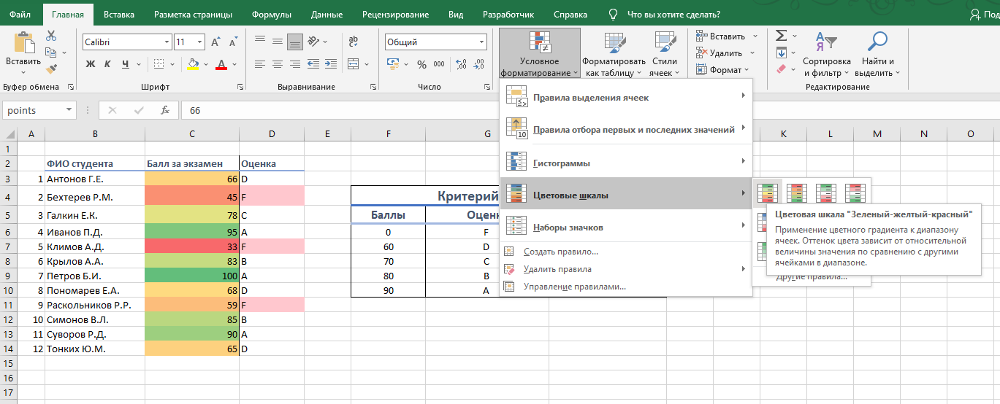 Файл Главная Вставка Разметка страницы Формулы Данные Рецензирование Вид Разработчик Справка Что вы хотите сделать? Под
Вставить
Calibri 11
Ж К Ч
Общий
% 000
Условное форматирование
Форматировать как таблицу
Стили ячеек
Вставить
Удалить
Формат
Сортировка и фильтр
Найти и выделить
Буфер обмена Шрифт Выравнивание Число Редактирование
points fx 66
A B C D E F G K L M N O
1
2 ФИО студента Балл за экзамен Оценка
3 1 Антонов Г.Е. 66 D
4 2 Бехтерев Р.М. 45 F Критерий
5 3 Галкин Е.К. 78 C Баллы
6 4 Иванов П.Д. 95 A 0 F
7 5 Климов А.Д. 33 F 60 D
8 6 Крылов А.А. 83 B 70 C
9 7 Петров Б.И. 100 A 80 B
10 8 Пономарев Е.А. 68 D 90 A
11 9 Раскольников Р.Р. 59 F
12 10 Симонов В.Л. 85 B
13 11 Суворов Р.Д. 90 A
14 12 Тонких Ю.М. 65 D
15
16
17
Правила выделения ячеек
Правила отбора первых и последних значений
Гистограммы
Цветовые шкалы
Наборы значков
Создать правило...
Удалить правила
Управление правилами...
Цветовая шкала "Зеленый-желтый-красный"
Применение цветного градиента к диапазону
ячеек. Оттенок цвета зависит от относительной
величины значения по сравнению с другими
ячейками в диапазоне.
Другие правила...